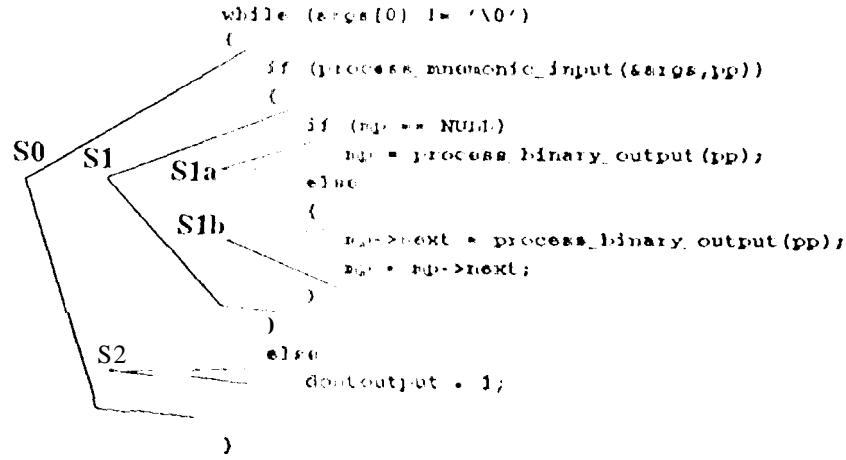 while (args[0] != '\0')
{
if (process_mnemonic_input(&args,pp))
{
S0 S1 if (mp == NULL)
S1a mp = process_binary_output(pp);
else
S1b {
mp->next = process_binary_output(pp);
mp = mp->next;
}
}
S2 else
dontoutput = 1;
}